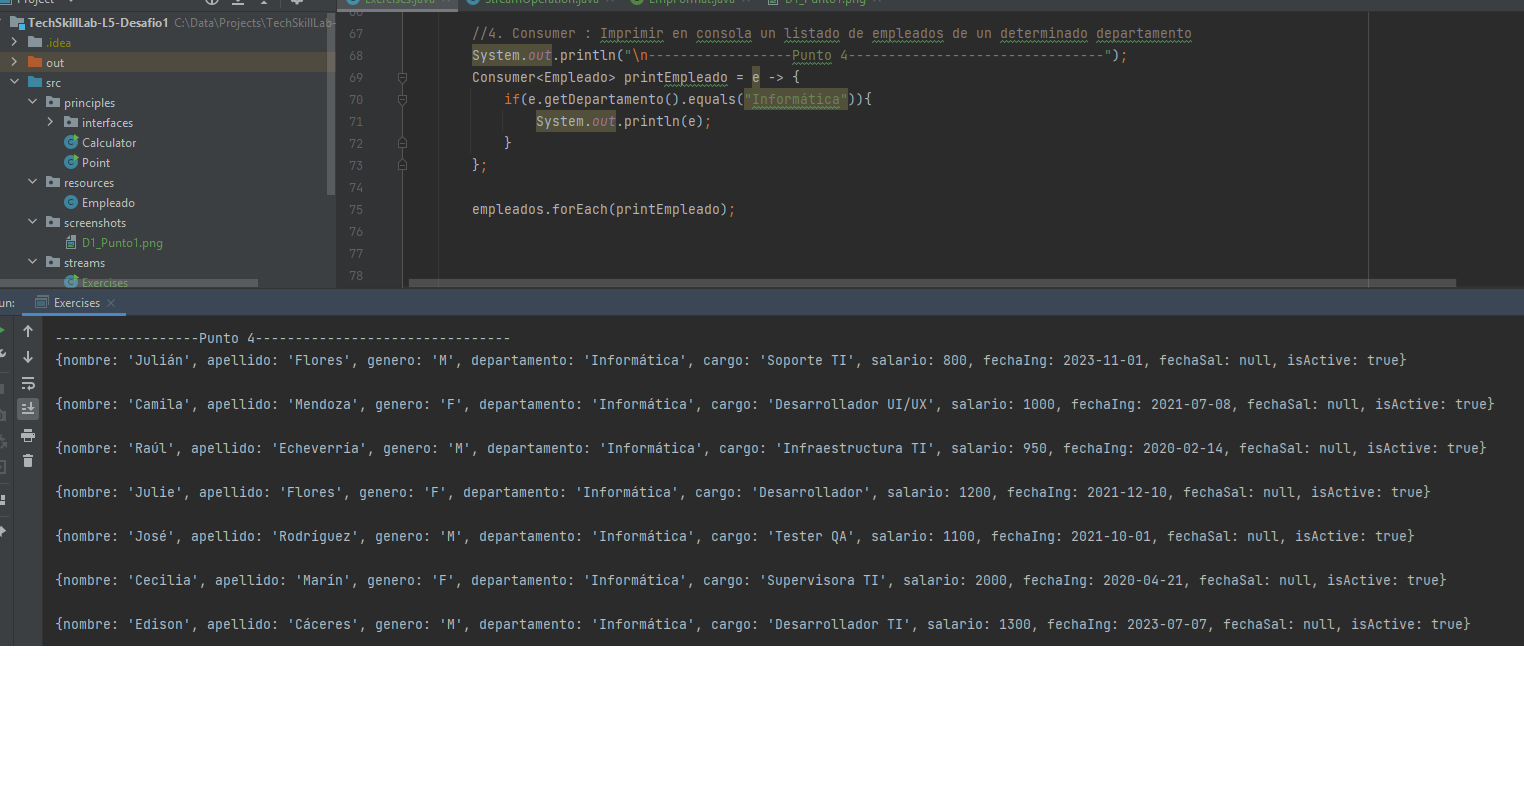 Project
Exercises.java
StreamOperation.java
EmpFormat.java
D1_Punto1.png
TechSkillLab-L5-Desafio1 C:\Data\Projects\TechSkillLab-
.idea
out
src
principles
interfaces
Calculator
Point
resources
Empleado
screenshots
D1_Punto1.png
streams
Exercises
66
67 //4. Consumer : Imprimir en consola un listado de empleados de un determinado departamento
68 System.out.println("\n------------------Punto 4--------------------------------");
69 Consumer<Empleado> printEmpleado = e -> {
70 if(e.getDepartamento().equals("Informática")){
71 System.out.println(e);
72 }
73 };
74
75 empleados.forEach(printEmpleado);
76
77
78
un: Exercises
------------------Punto 4--------------------------------
{nombre: 'Julián', apellido: 'Flores', genero: 'M', departamento: 'Informática', cargo: 'Soporte TI', salario: 800, fechaIng: 2023-11-01, fechaSal: null, isActive: true}
{nombre: 'Camila', apellido: 'Mendoza', genero: 'F', departamento: 'Informática', cargo: 'Desarrollador UI/UX', salario: 1000, fechaIng: 2021-07-08, fechaSal: null, isActive: true}
{nombre: 'Raúl', apellido: 'Echeverría', genero: 'M', departamento: 'Informática', cargo: 'Infraestructura TI', salario: 950, fechaIng: 2020-02-14, fechaSal: null, isActive: true}
{nombre: 'Julie', apellido: 'Flores', genero: 'F', departamento: 'Informática', cargo: 'Desarrollador', salario: 1200, fechaIng: 2021-12-10, fechaSal: null, isActive: true}
{nombre: 'José', apellido: 'Rodríguez', genero: 'M', departamento: 'Informática', cargo: 'Tester QA', salario: 1100, fechaIng: 2021-10-01, fechaSal: null, isActive: true}
{nombre: 'Cecilia', apellido: 'Marín', genero: 'F', departamento: 'Informática', cargo: 'Supervisora TI', salario: 2000, fechaIng: 2020-04-21, fechaSal: null, isActive: true}
{nombre: 'Edison', apellido: 'Cáceres', genero: 'M', departamento: 'Informática', cargo: 'Desarrollador TI', salario: 1300, fechaIng: 2023-07-07, fechaSal: null, isActive: true}